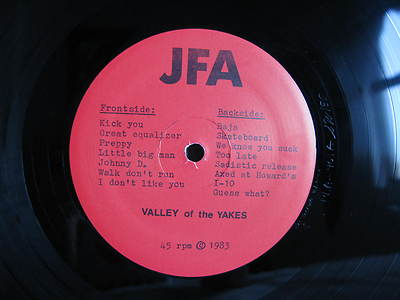 JFA
Frontside:
Kick you
Great equalizer
Preppy
Little big man
Johnny D.
Walk don't run
I don't like you
Backside:
Baja
Skateboard
We know you suck
Too late
Sadistic release
Axed at Howard's
I-10
Guess what?
VALLEY of the YAKES
45 rpm © 1983